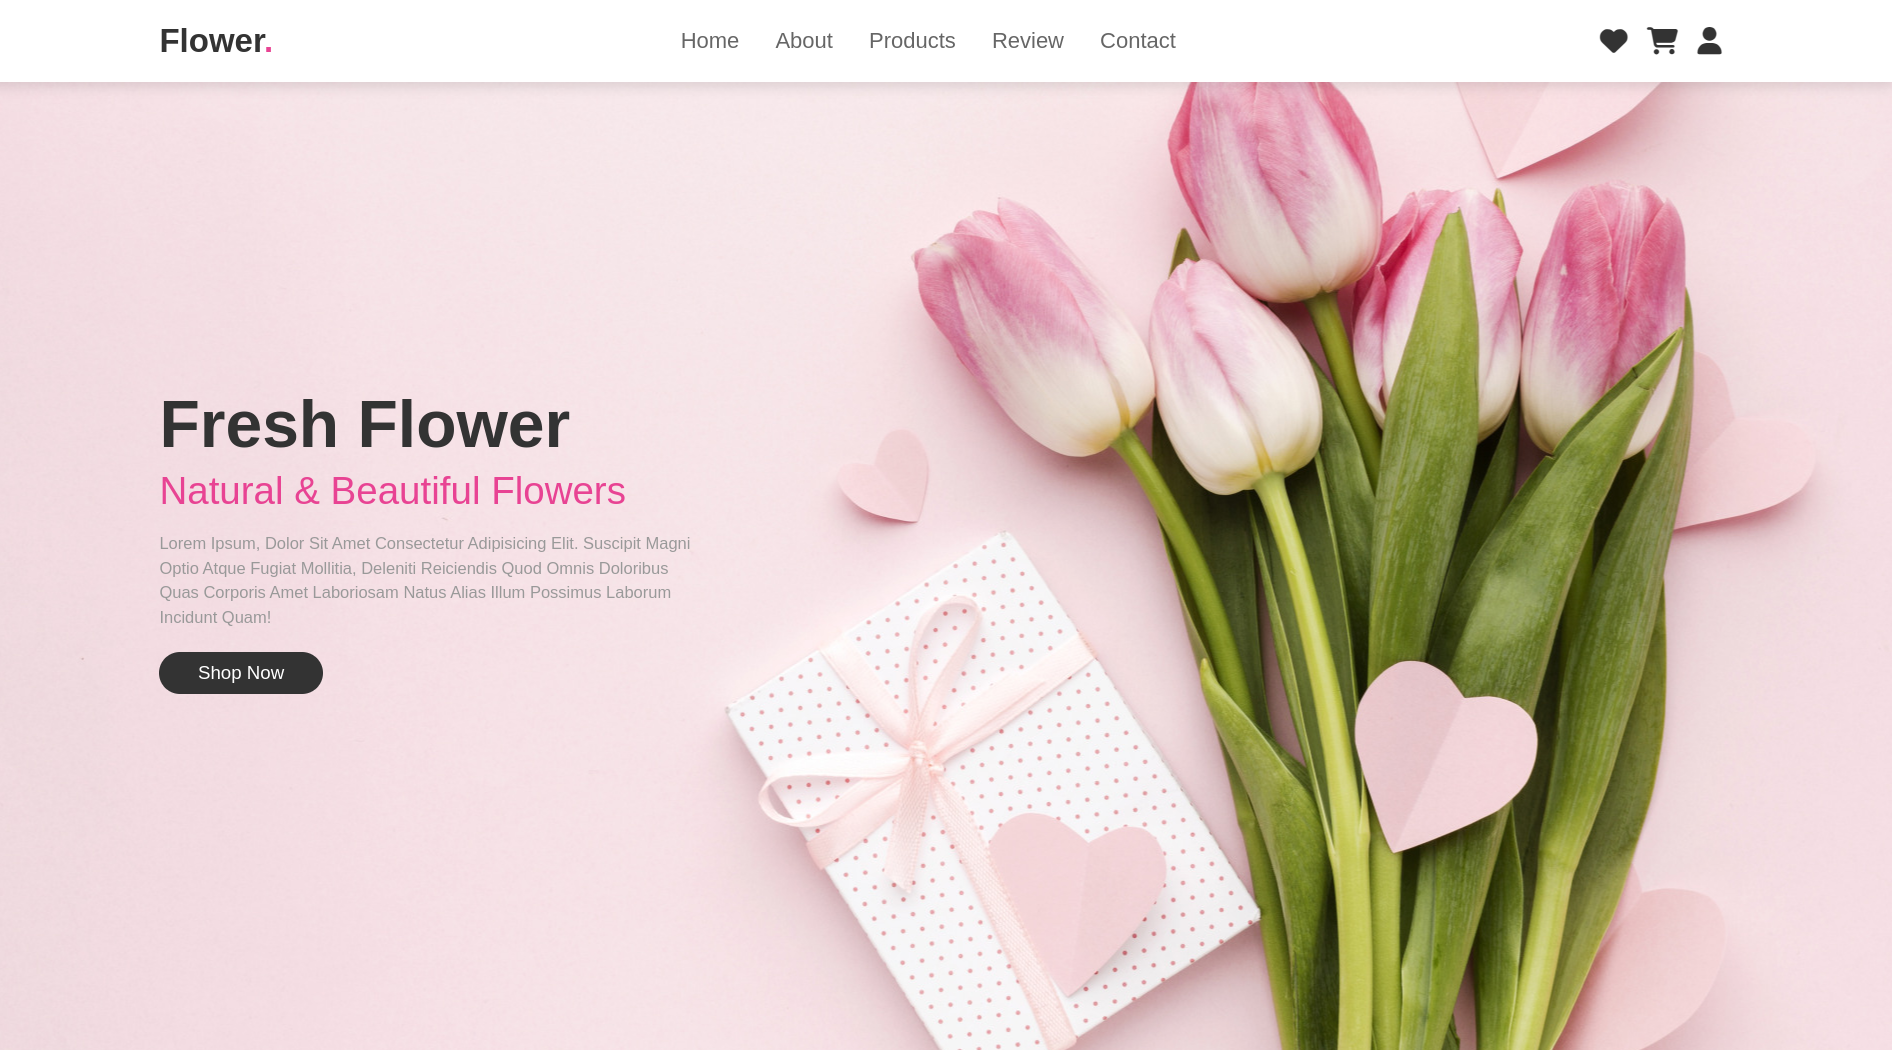 Flower.
Home About Products Review Contact
Fresh Flower
Natural & Beautiful Flowers
Lorem Ipsum, Dolor Sit Amet Consectetur Adipisicing Elit. Suscipit Magni
Optio Atque Fugiat Mollitia, Deleniti Reiciendis Quod Omnis Doloribus
Quas Corporis Amet Laboriosam Natus Alias Illum Possimus Laborum
Incidunt Quam!
Shop Now